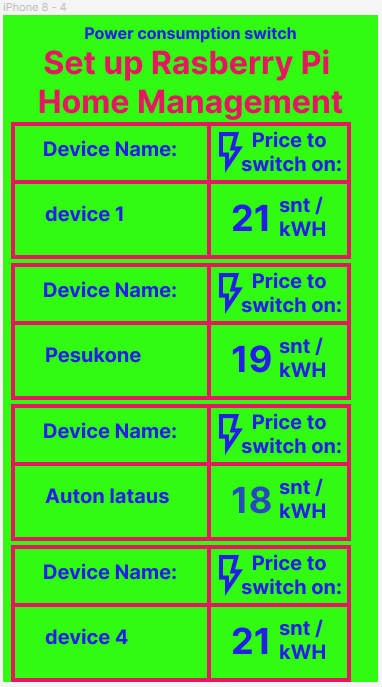 iPhone 8 - 4
Power consumption switch
Set up Rasberry Pi
Home Management
Device Name:
Price to
switch on:
device 1
21 snt /
kWH
Device Name:
Price to
switch on:
Pesukone
19 snt /
kWH
Device Name:
Price to
switch on:
Auton lataus
18 snt /
kWH
Device Name:
Price to
switch on:
device 4
21 snt /
kWH